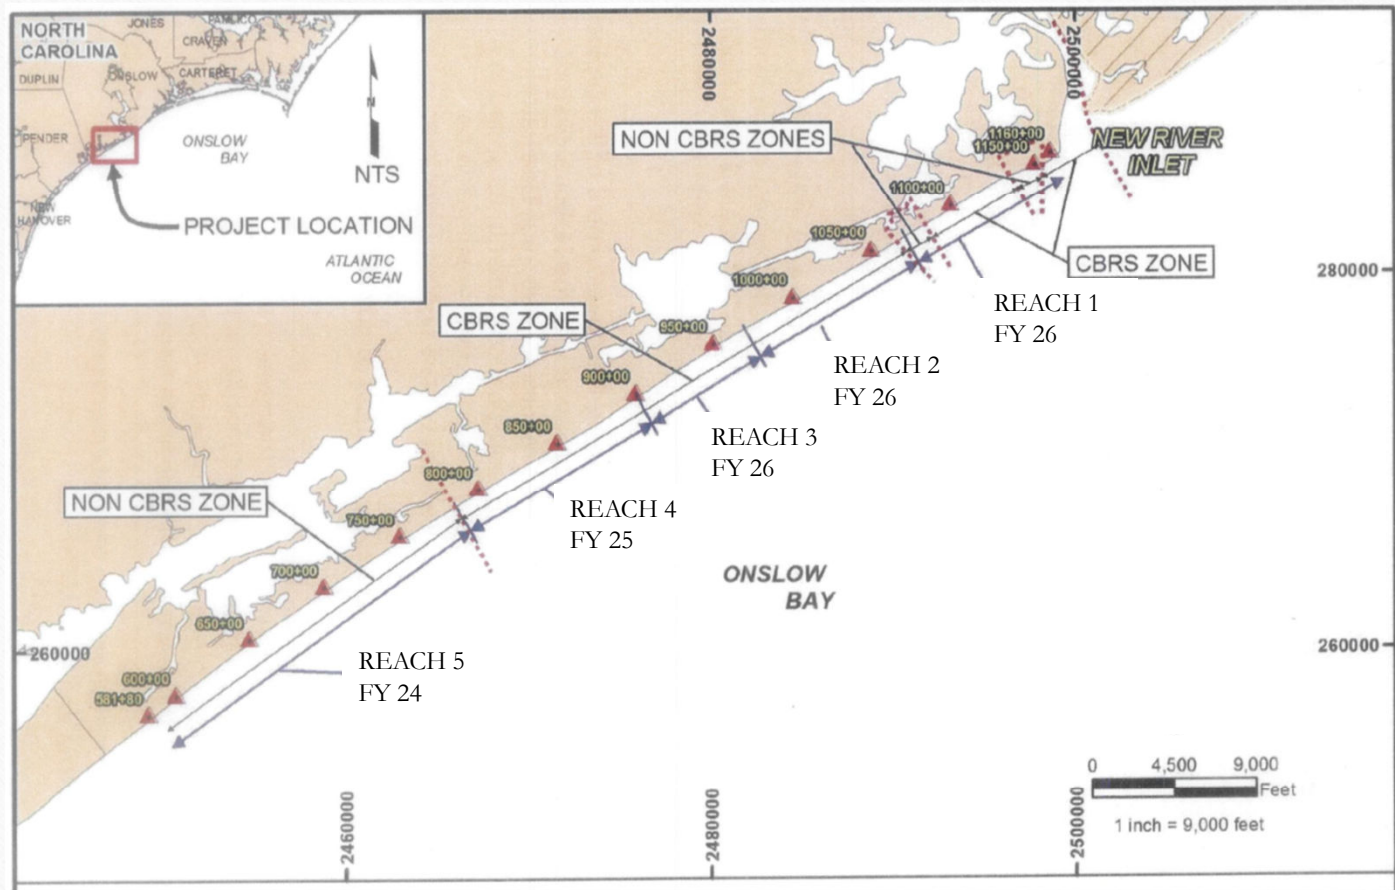 NORTH
CAROLINA
JONES
PAMLICO
CRAVEN
DUPLIN
ONSLOW
CARTERET
PENDER
ONSLOW
BAY
NEW
HANOVER
N
NTS
PROJECT LOCATION
ATLANTIC
OCEAN
2480000
2500000
NON CBRS ZONES
1160+00
1150+00
NEW RIVER
INLET
1100+00
1050+00
CBRS ZONE
280000
1000+00
REACH 1
FY 26
CBRS ZONE
950+00
REACH 2
FY 26
900+00
850+00
REACH 3
FY 26
800+00
NON CBRS ZONE
750+00
REACH 4
FY 25
700+00
ONSLOW
BAY
650+00
260000
260000
REACH 5
FY 24
600+00
581+80
0 4,500 9,000
Feet
1 inch = 9,000 feet
2460000
2480000
2500000